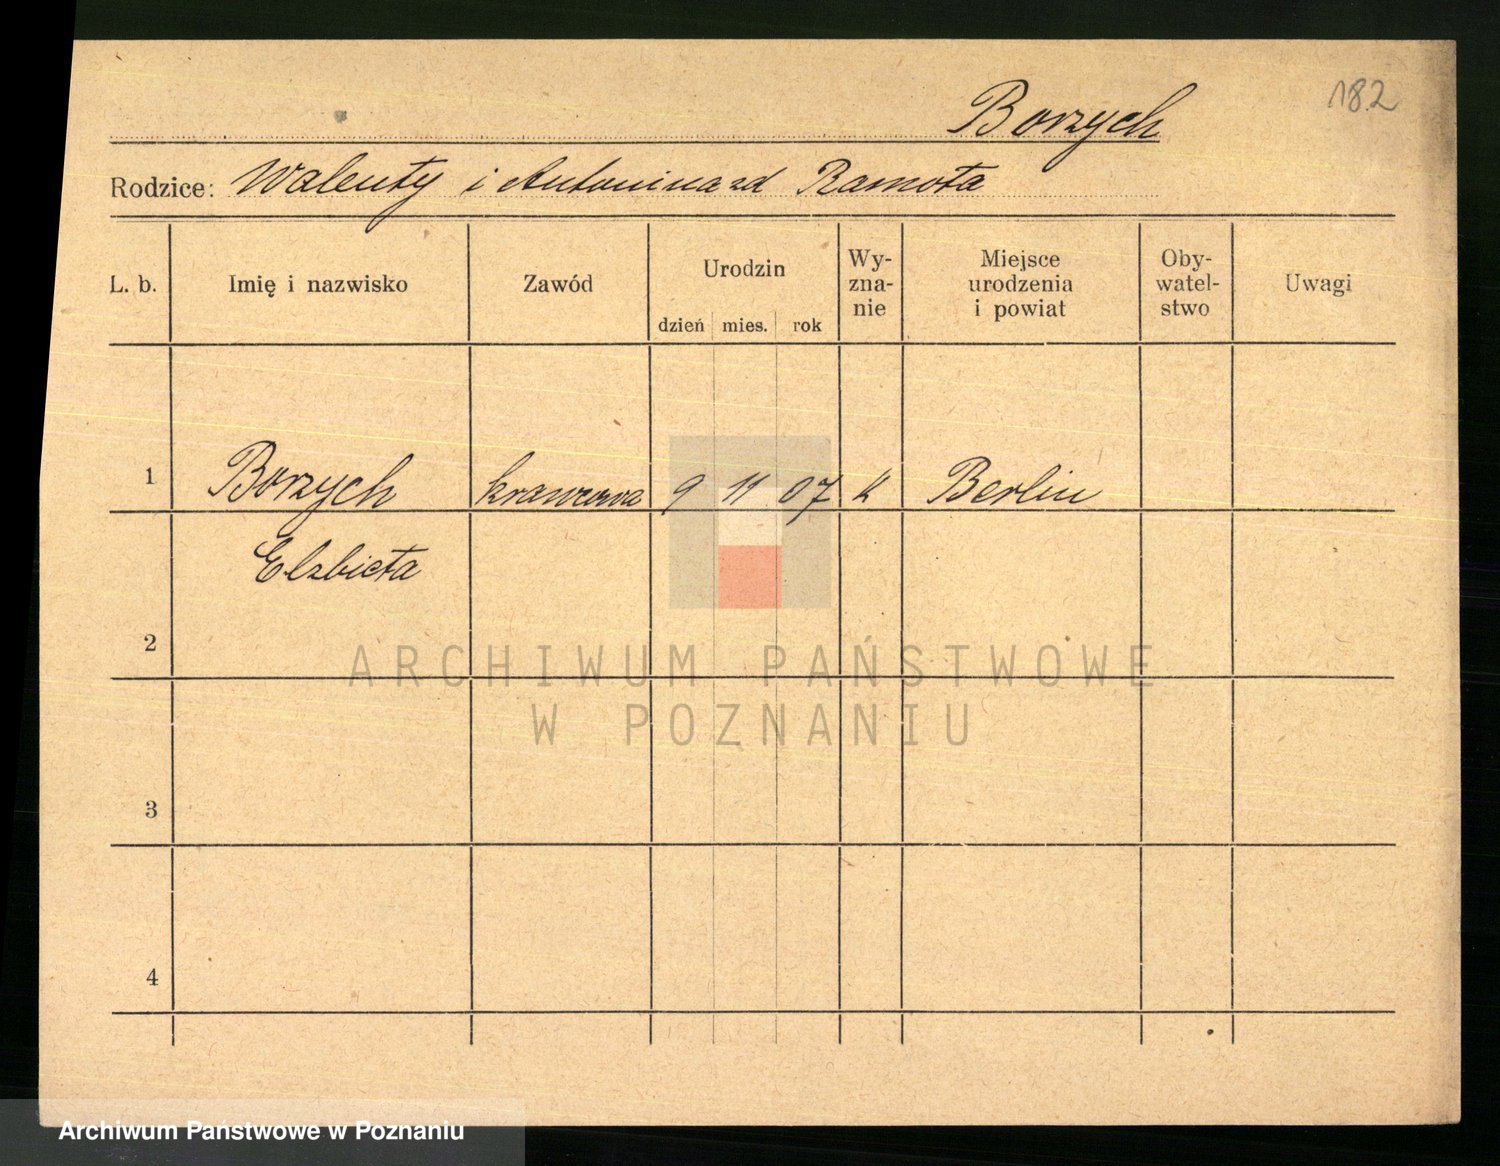 182
Borzych
Rodzice: Walenty i Antonina zd Ramota
L. b.
Imię i nazwisko
Zawód
Urodzin
dzień mies. rok
Wy-
zna-
nie
Miejsce
urodzenia
i powiat
Oby-
watel-
stwo
Uwagi
1 Borzych krawcowa 9 11 07 k Berlin
Elzbieta
2
3
4
ARCHIWUM PAŃSTWOWE
W POZNANIU
Archiwum Państwowe w Poznaniu